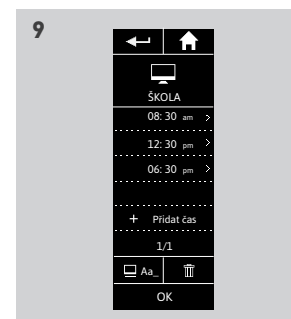 9
ŠKOLA
08: 30 am >
12: 30 pm >
06: 30 pm >
+ Přidat čas
1/1
Aa_
OK